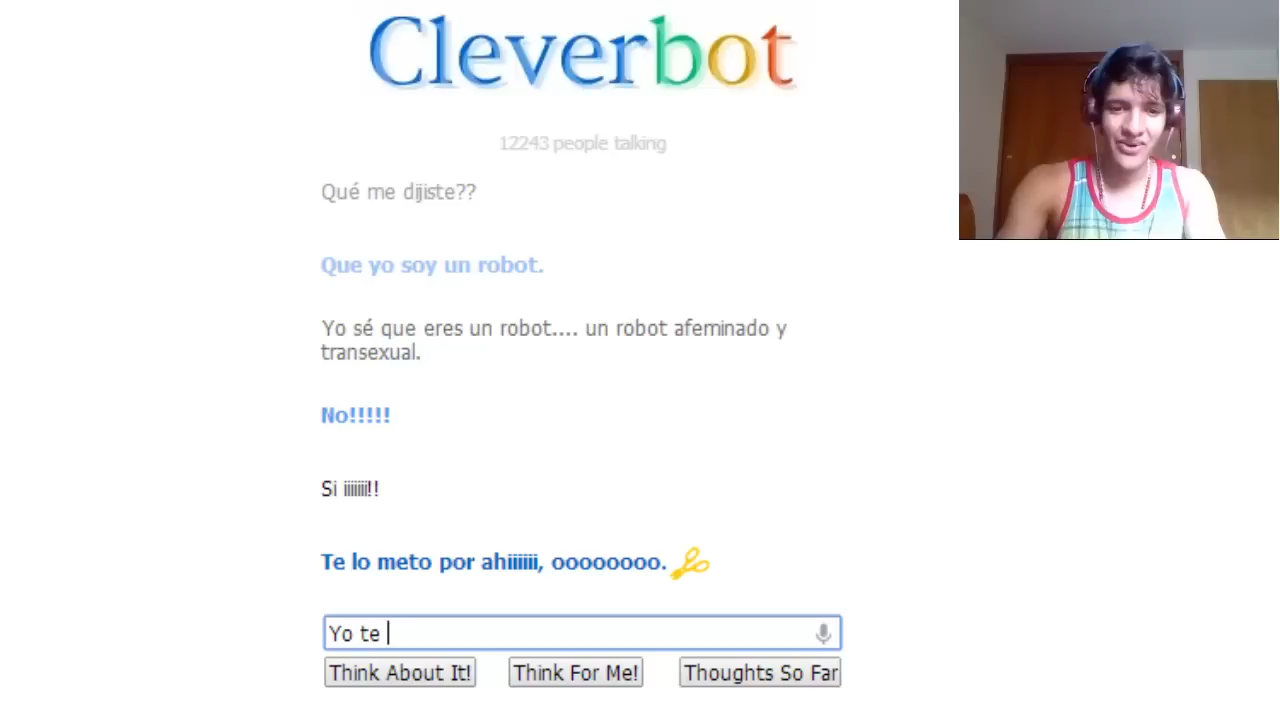 Cleverbot
12243 people talking
Qué me dijiste??
Que yo soy un robot.
Yo sé que eres un robot.... un robot afeminado y
transexual.
No!!!!!
Si iiiiiii!!
Te lo meto por ahiiiiiii, oooooooo.
Yo te
Think About It!
Think For Me!
Thoughts So Far